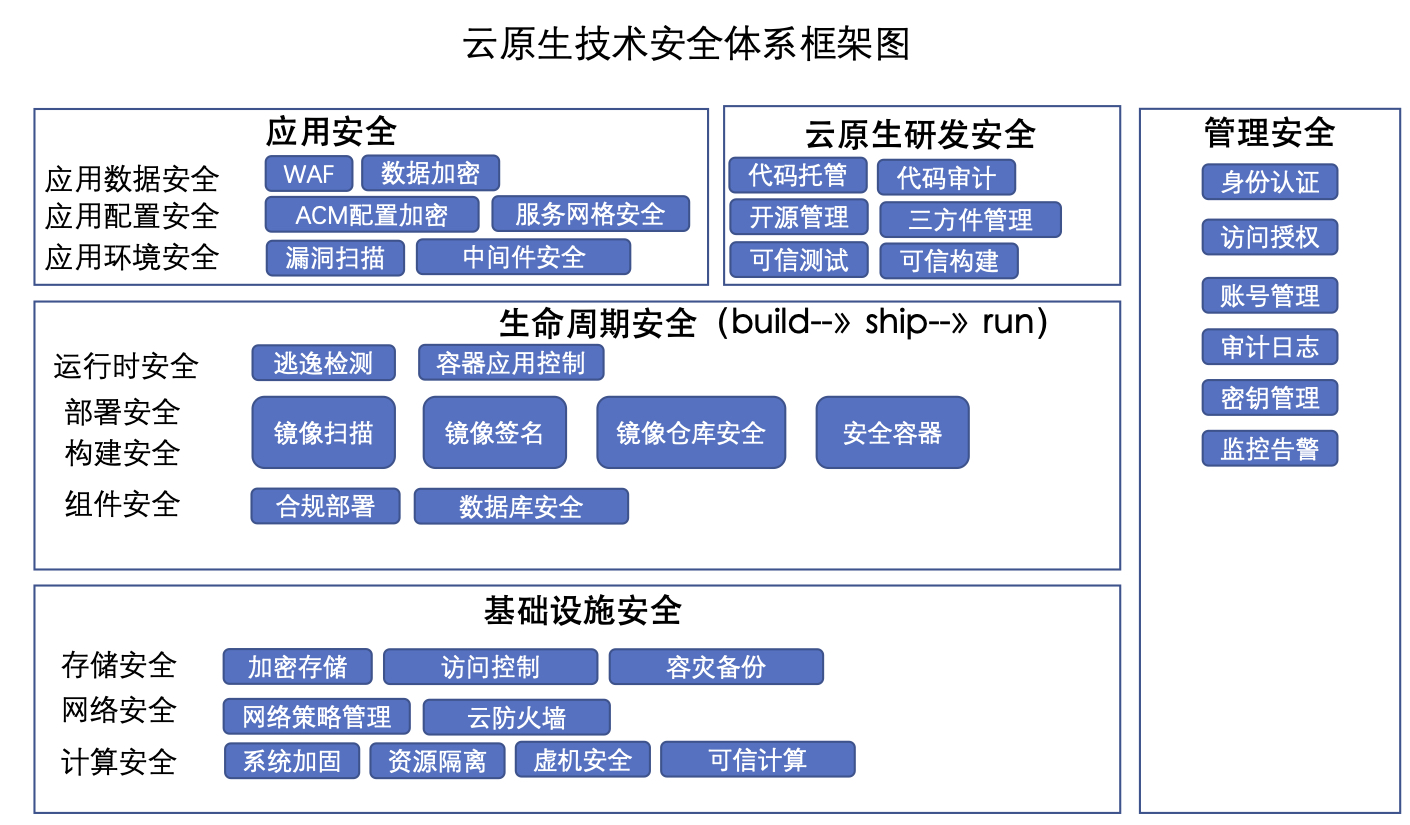 云原生技术安全体系框架图
应用安全
应用数据安全 WAF 数据加密
应用配置安全 ACM配置加密 服务网格安全
应用环境安全 漏洞扫描 中间件安全
云原生研发安全
代码托管 代码审计
开源管理 三方件管理
可信测试 可信构建
管理安全
身份认证
访问授权
账号管理
审计日志
密钥管理
监控告警
生命周期安全（build--》ship--》run）
运行时安全 逃逸检测 容器应用控制
部署安全
构建安全
镜像扫描 镜像签名 镜像仓库安全 安全容器
组件安全 合规部署 数据库安全
基础设施安全
存储安全 加密存储 访问控制 容灾备份
网络安全 网络策略管理 云防火墙
计算安全 系统加固 资源隔离 虚机安全 可信计算